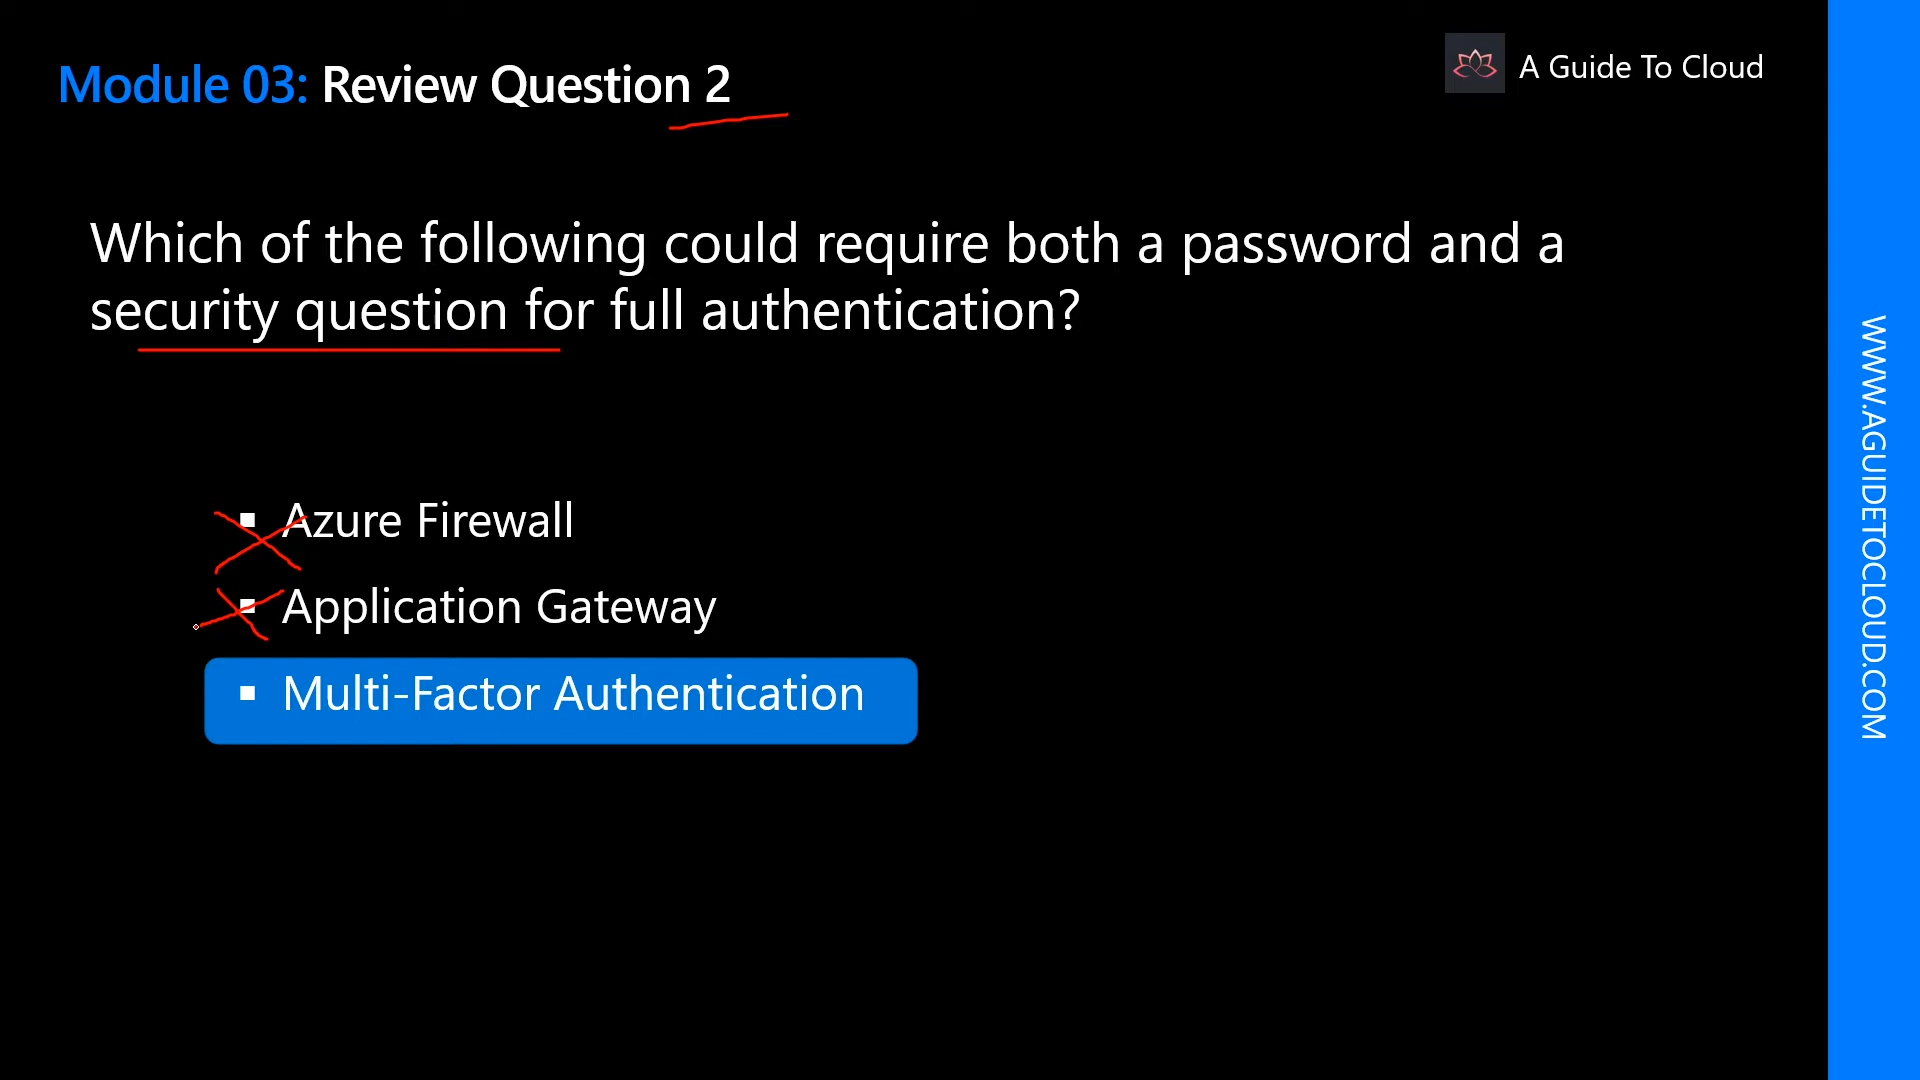 Module 03: Review Question 2
A Guide To Cloud
Which of the following could require both a password and a
security question for full authentication?
▪ Azure Firewall
▪ Application Gateway
▪ Multi-Factor Authentication
WWW.AGUIDETOCLOUD.COM